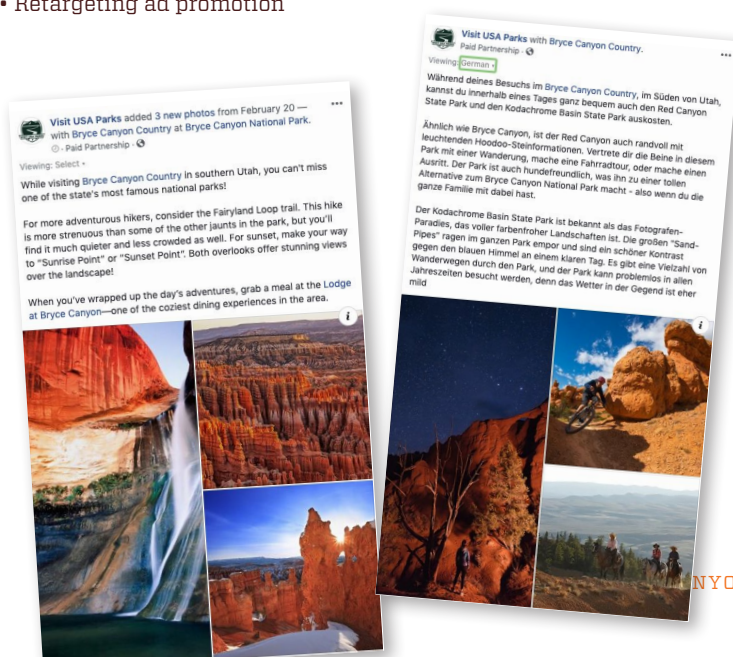 • Retargeting ad promotion
Visit USA Parks added 3 new photos from February 20 —
with Bryce Canyon Country at Bryce Canyon National Park.
Paid Partnership ·
Viewing: Select
While visiting Bryce Canyon Country in southern Utah, you can't miss
one of the state's most famous national parks!
For more adventurous hikers, consider the Fairyland Loop trail. This hike
is more strenuous than some of the other jaunts in the park, but you'll
find it much quieter and less crowded as well. For sunset, make your way
to "Sunrise Point" or "Sunset Point". Both overlooks offer stunning views
over the landscape!
When you've wrapped up the day's adventures, grab a meal at the Lodge
at Bryce Canyon—one of the coziest dining experiences in the area.
i
Visit USA Parks with Bryce Canyon Country.
Paid Partnership ·
Viewing: German
Während deines Besuchs im Bryce Canyon Country, im Süden von Utah,
kannst du innerhalb eines Tages ganz bequem auch den Red Canyon
State Park und den Kodachrome Basin State Park auskosten.
Ähnlich wie Bryce Canyon, ist der Red Canyon auch randvoll mit
leuchtenden Hoodoo-Steinformationen. Vertrete dir die Beine in diesem
Park mit einer Wanderung, mache eine Fahrradtour, oder mache einen
Ausritt. Der Park ist auch hundefreundlich, was ihn zu einer tollen
Alternative zum Bryce Canyon National Park macht - also wenn du die
ganze Familie mit dabei hast.
Der Kodachrome Basin State Park ist bekannt als das Fotografen-
Paradies, das voller farbenfroher Landschaften ist. Die großen "Sand-
Pipes" ragen im ganzen Park empor und sind ein schöner Kontrast
gegen den blauen Himmel an einem klaren Tag. Es gibt eine Vielzahl von
Wanderwegen durch den Park, und der Park kann problemlos in allen
Jahreszeiten besucht werden, denn das Wetter in der Gegend ist eher
mild
i